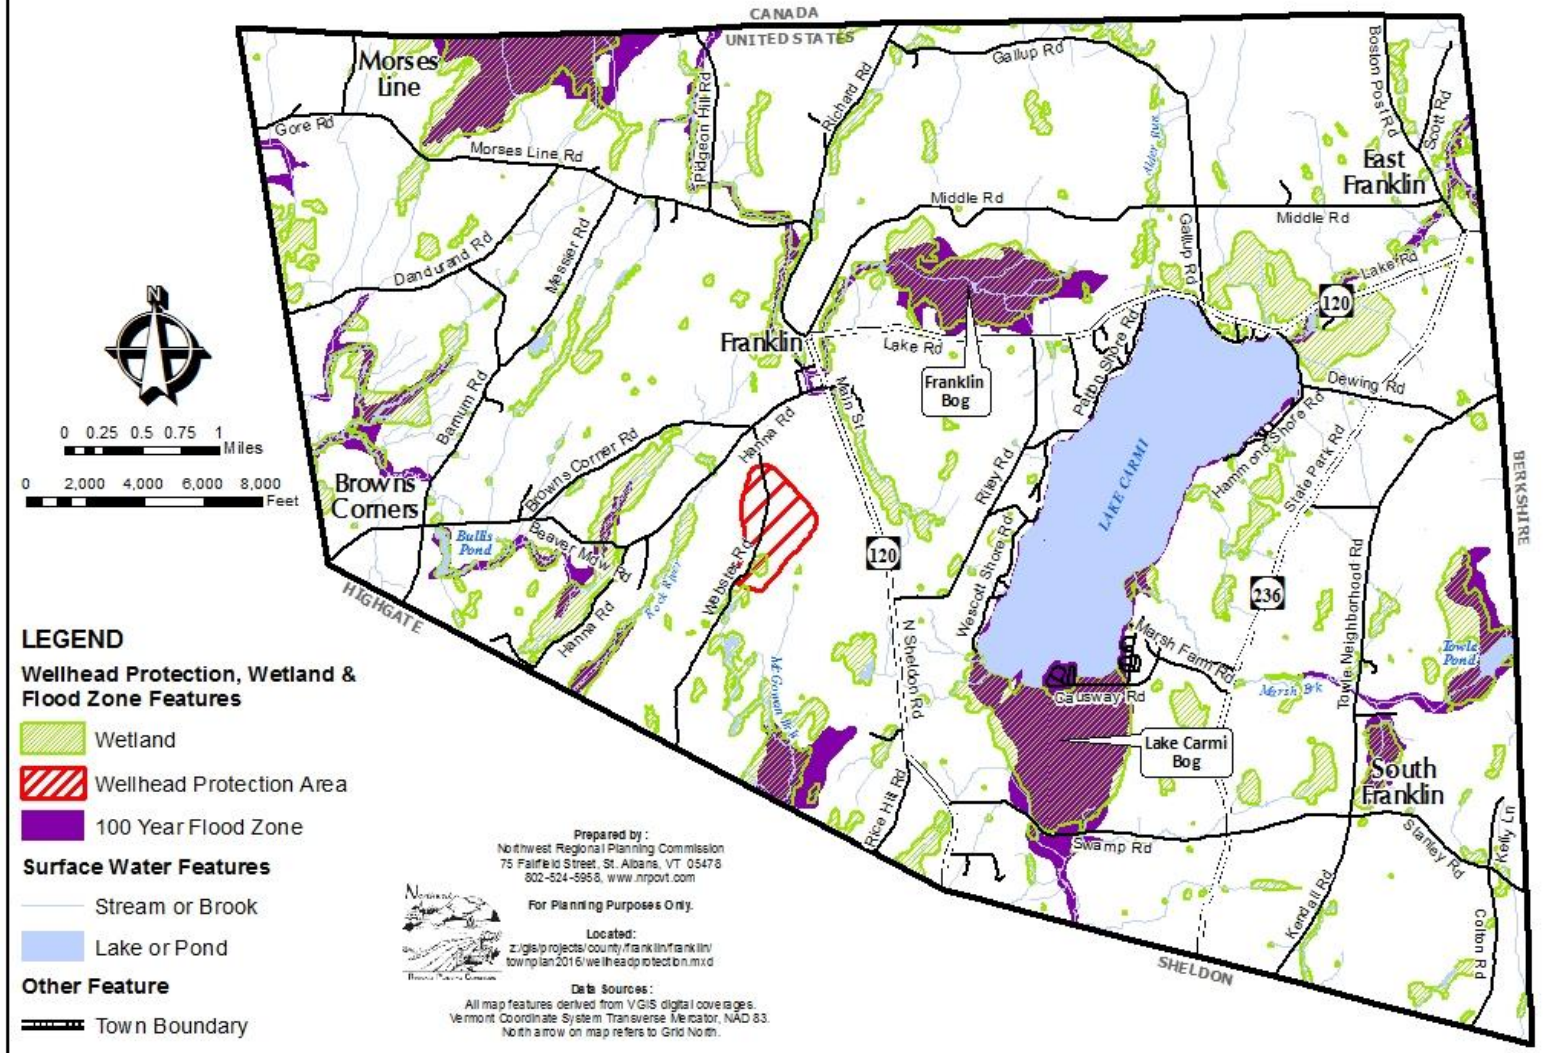 CANADA
UNITED STATES
Morses
Line
Gore Rd
Morses Line Rd
Pidgeon Hill Rd
Richard Rd
Gallup Rd
Boston Post Rd
Scott Rd
Alder Run
East
Franklin
Middle Rd
Middle Rd
Gallup Rd
Dandurand Rd
Messier Rd
Lake Rd
120
N
Franklin
Lake Rd
Patton Shore Rd
Franklin
Bog
Dewing Rd
Main St
Hanna Rd
Barnum Rd
Browns Corner Rd
Hammond Shore Rd
State Park Rd
LAKE CARMI
Riley Rd
BERKSHIRE
0 0.25 0.5 0.75 1
Miles
0 2,000 4,000 6,000 8,000
Feet
Browns
Corners
Bullis
Pond
Beaver Mdw Rd
Webster Rd
Rock River
Hanna Rd
120
Wescott Shore Rd
236
Towle Neighborhood Rd
HIGHGATE
N Sheldon Rd
Marsh Farm Rd
Towle
Pond
McGowan Brk
Marsh Brk
Causway Rd
Lake Carmi
Bog
South
Franklin
Rice Hill Rd
Swamp Rd
Stanley Rd
Kelly Ln
Kendall Rd
Colton Rd
SHELDON
LEGEND
Wellhead Protection, Wetland &
Flood Zone Features
Wetland
Wellhead Protection Area
100 Year Flood Zone
Surface Water Features
Stream or Brook
Lake or Pond
Other Feature
Town Boundary
Prepared by:
Northwest Regional Planning Commission
75 Fairfield Street, St. Albans, VT 05478
802-524-5958, www.nrpcvt.com
For Planning Purposes Only.
Located:
z:/gis/projects/county/franklin/franklin/
townplan2016/wellheadprotection.mxd
Data Sources:
All map features derived from VGIS digital coverages.
Vermont Coordinate System Transverse Mercator, NAD 83.
North arrow on map refers to Grid North.